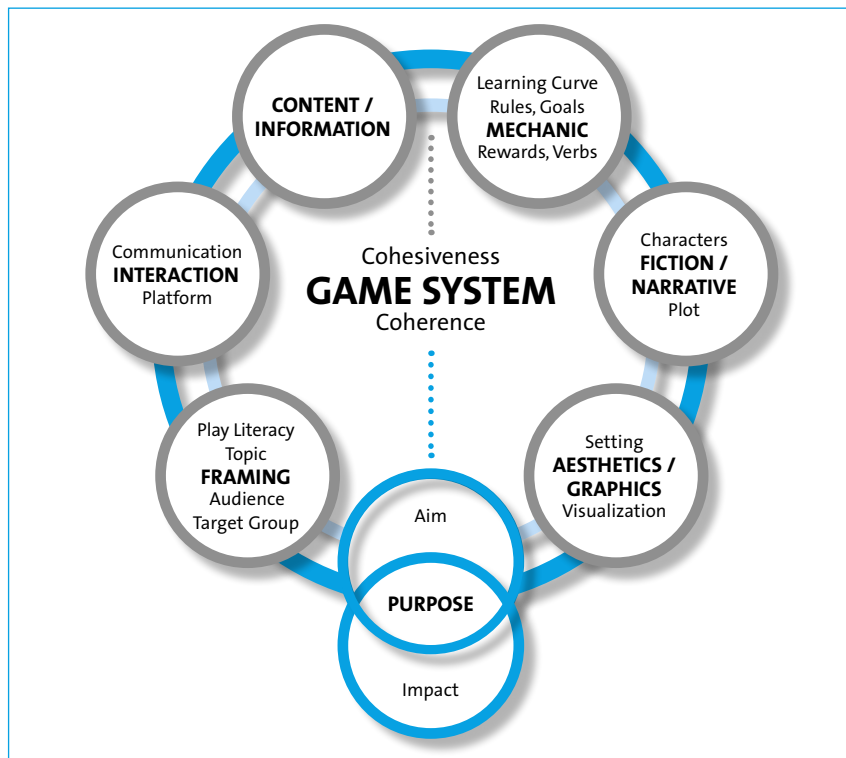 CONTENT /
INFORMATION
Learning Curve
Rules, Goals
MECHANIC
Rewards, Verbs
Communication
INTERACTION
Platform
Cohesiveness
GAME SYSTEM
Coherence
Characters
FICTION /
NARRATIVE
Plot
Play Literacy
Topic
FRAMING
Audience
Target Group
Setting
AESTHETICS /
GRAPHICS
Visualization
Aim
PURPOSE
Impact